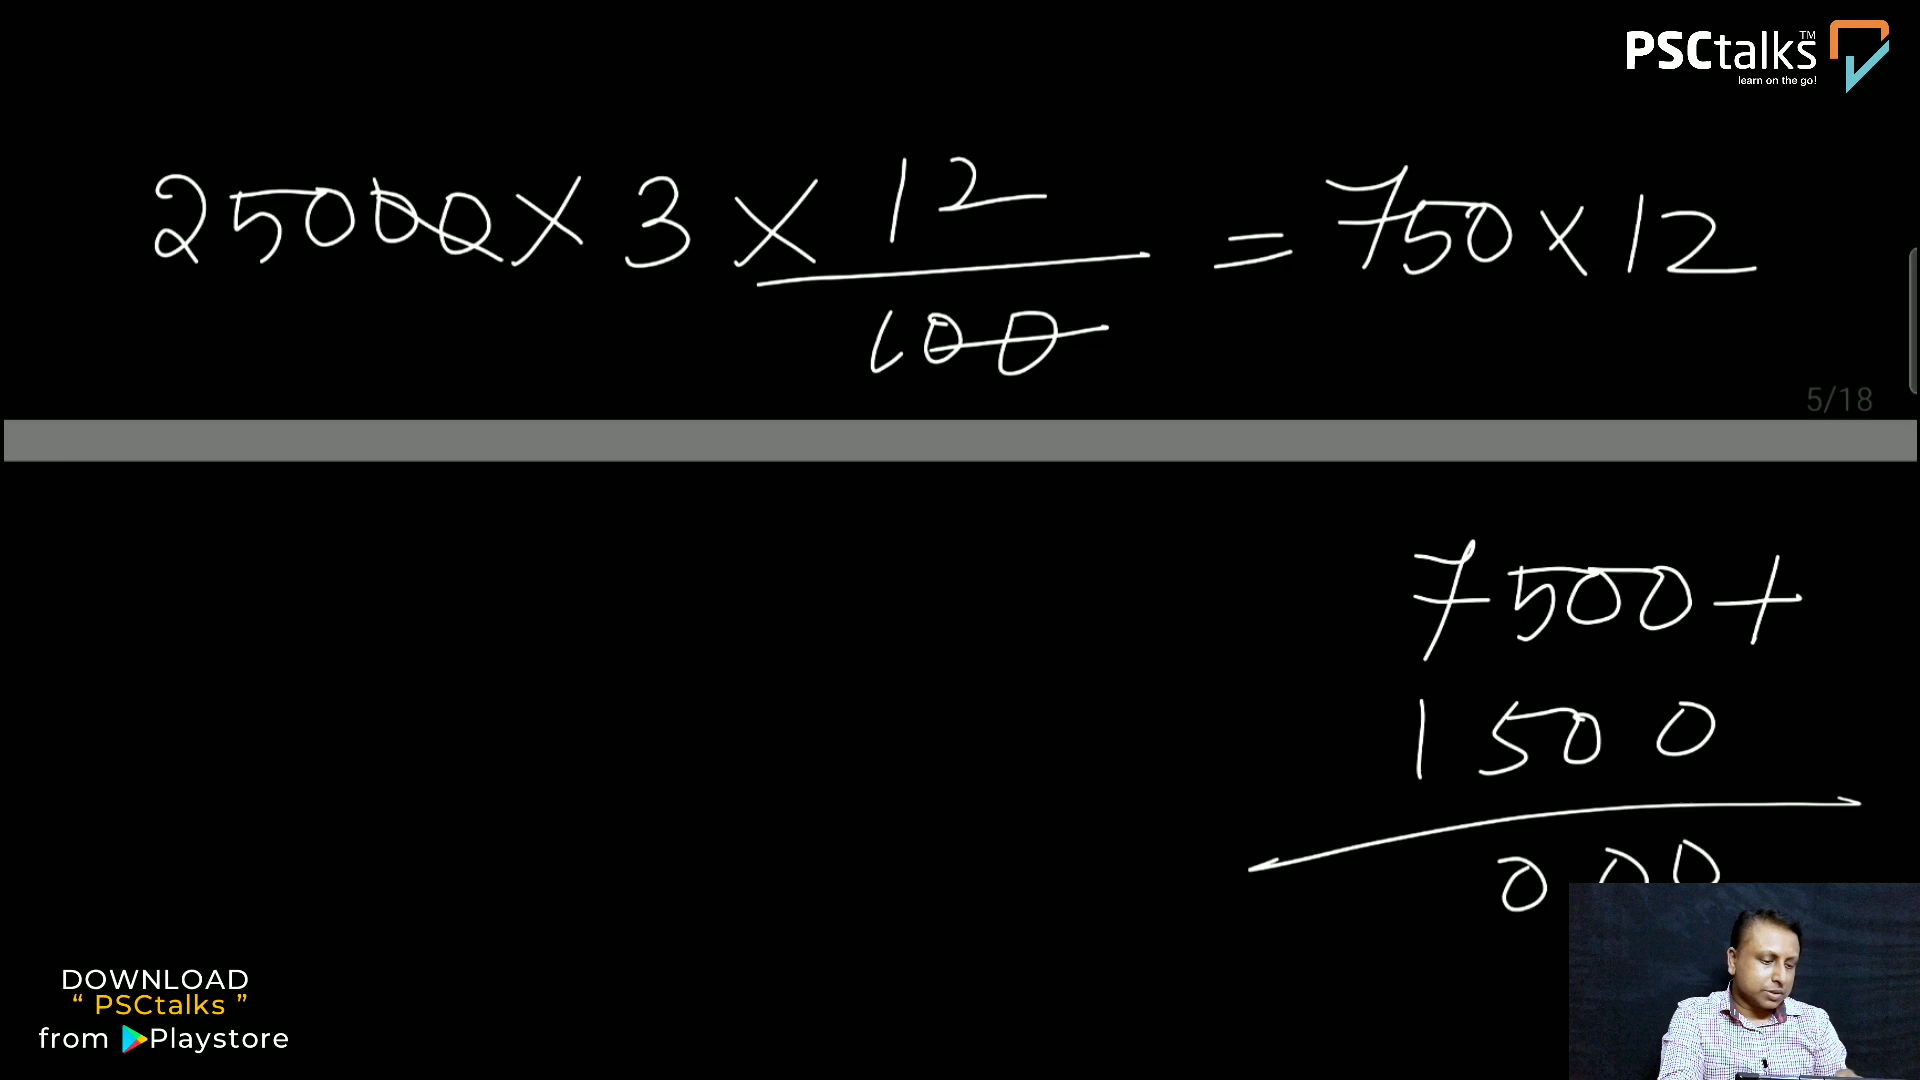 PSCtalks™
learn on the go!
25000 × 3 × 12/100 = 750 × 12
5/18
7500 +
1500
000
DOWNLOAD
“ PSCtalks ”
from Playstore